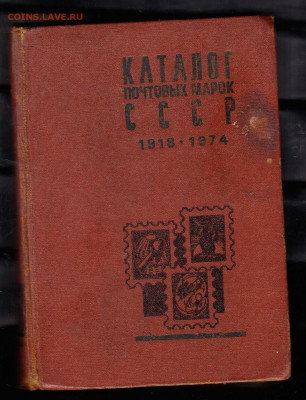 COINS.LAVE.RU
КАТАЛОГ
ПОЧТОВЫХ МАРОК
СССР
1918 · 1974